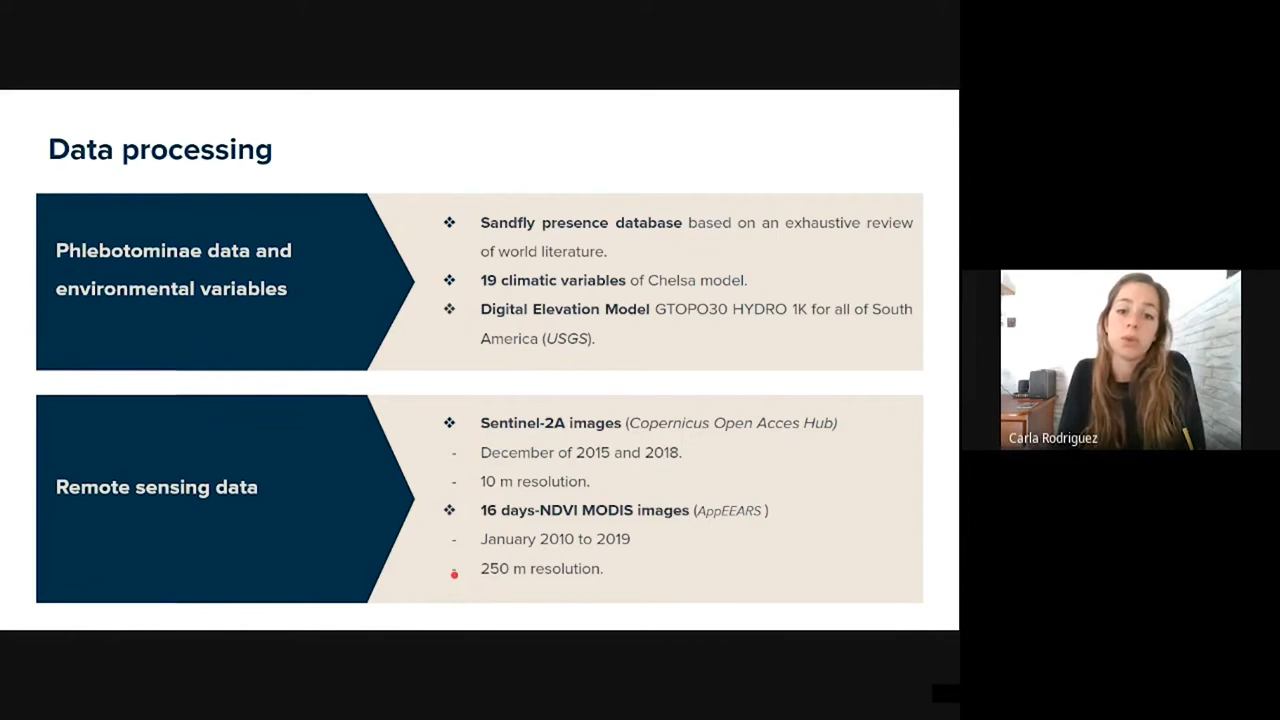 Data processing
Phlebotominae data and
environmental variables
❖ Sandfly presence database based on an exhaustive review
of world literature.
❖ 19 climatic variables of Chelsa model.
❖ Digital Elevation Model GTOPO30 HYDRO 1K for all of South
America (USGS).
Remote sensing data
❖ Sentinel-2A images (Copernicus Open Acces Hub)
- December of 2015 and 2018.
- 10 m resolution.
❖ 16 days-NDVI MODIS images (AppEEARS )
- January 2010 to 2019
- 250 m resolution.
Carla Rodriguez